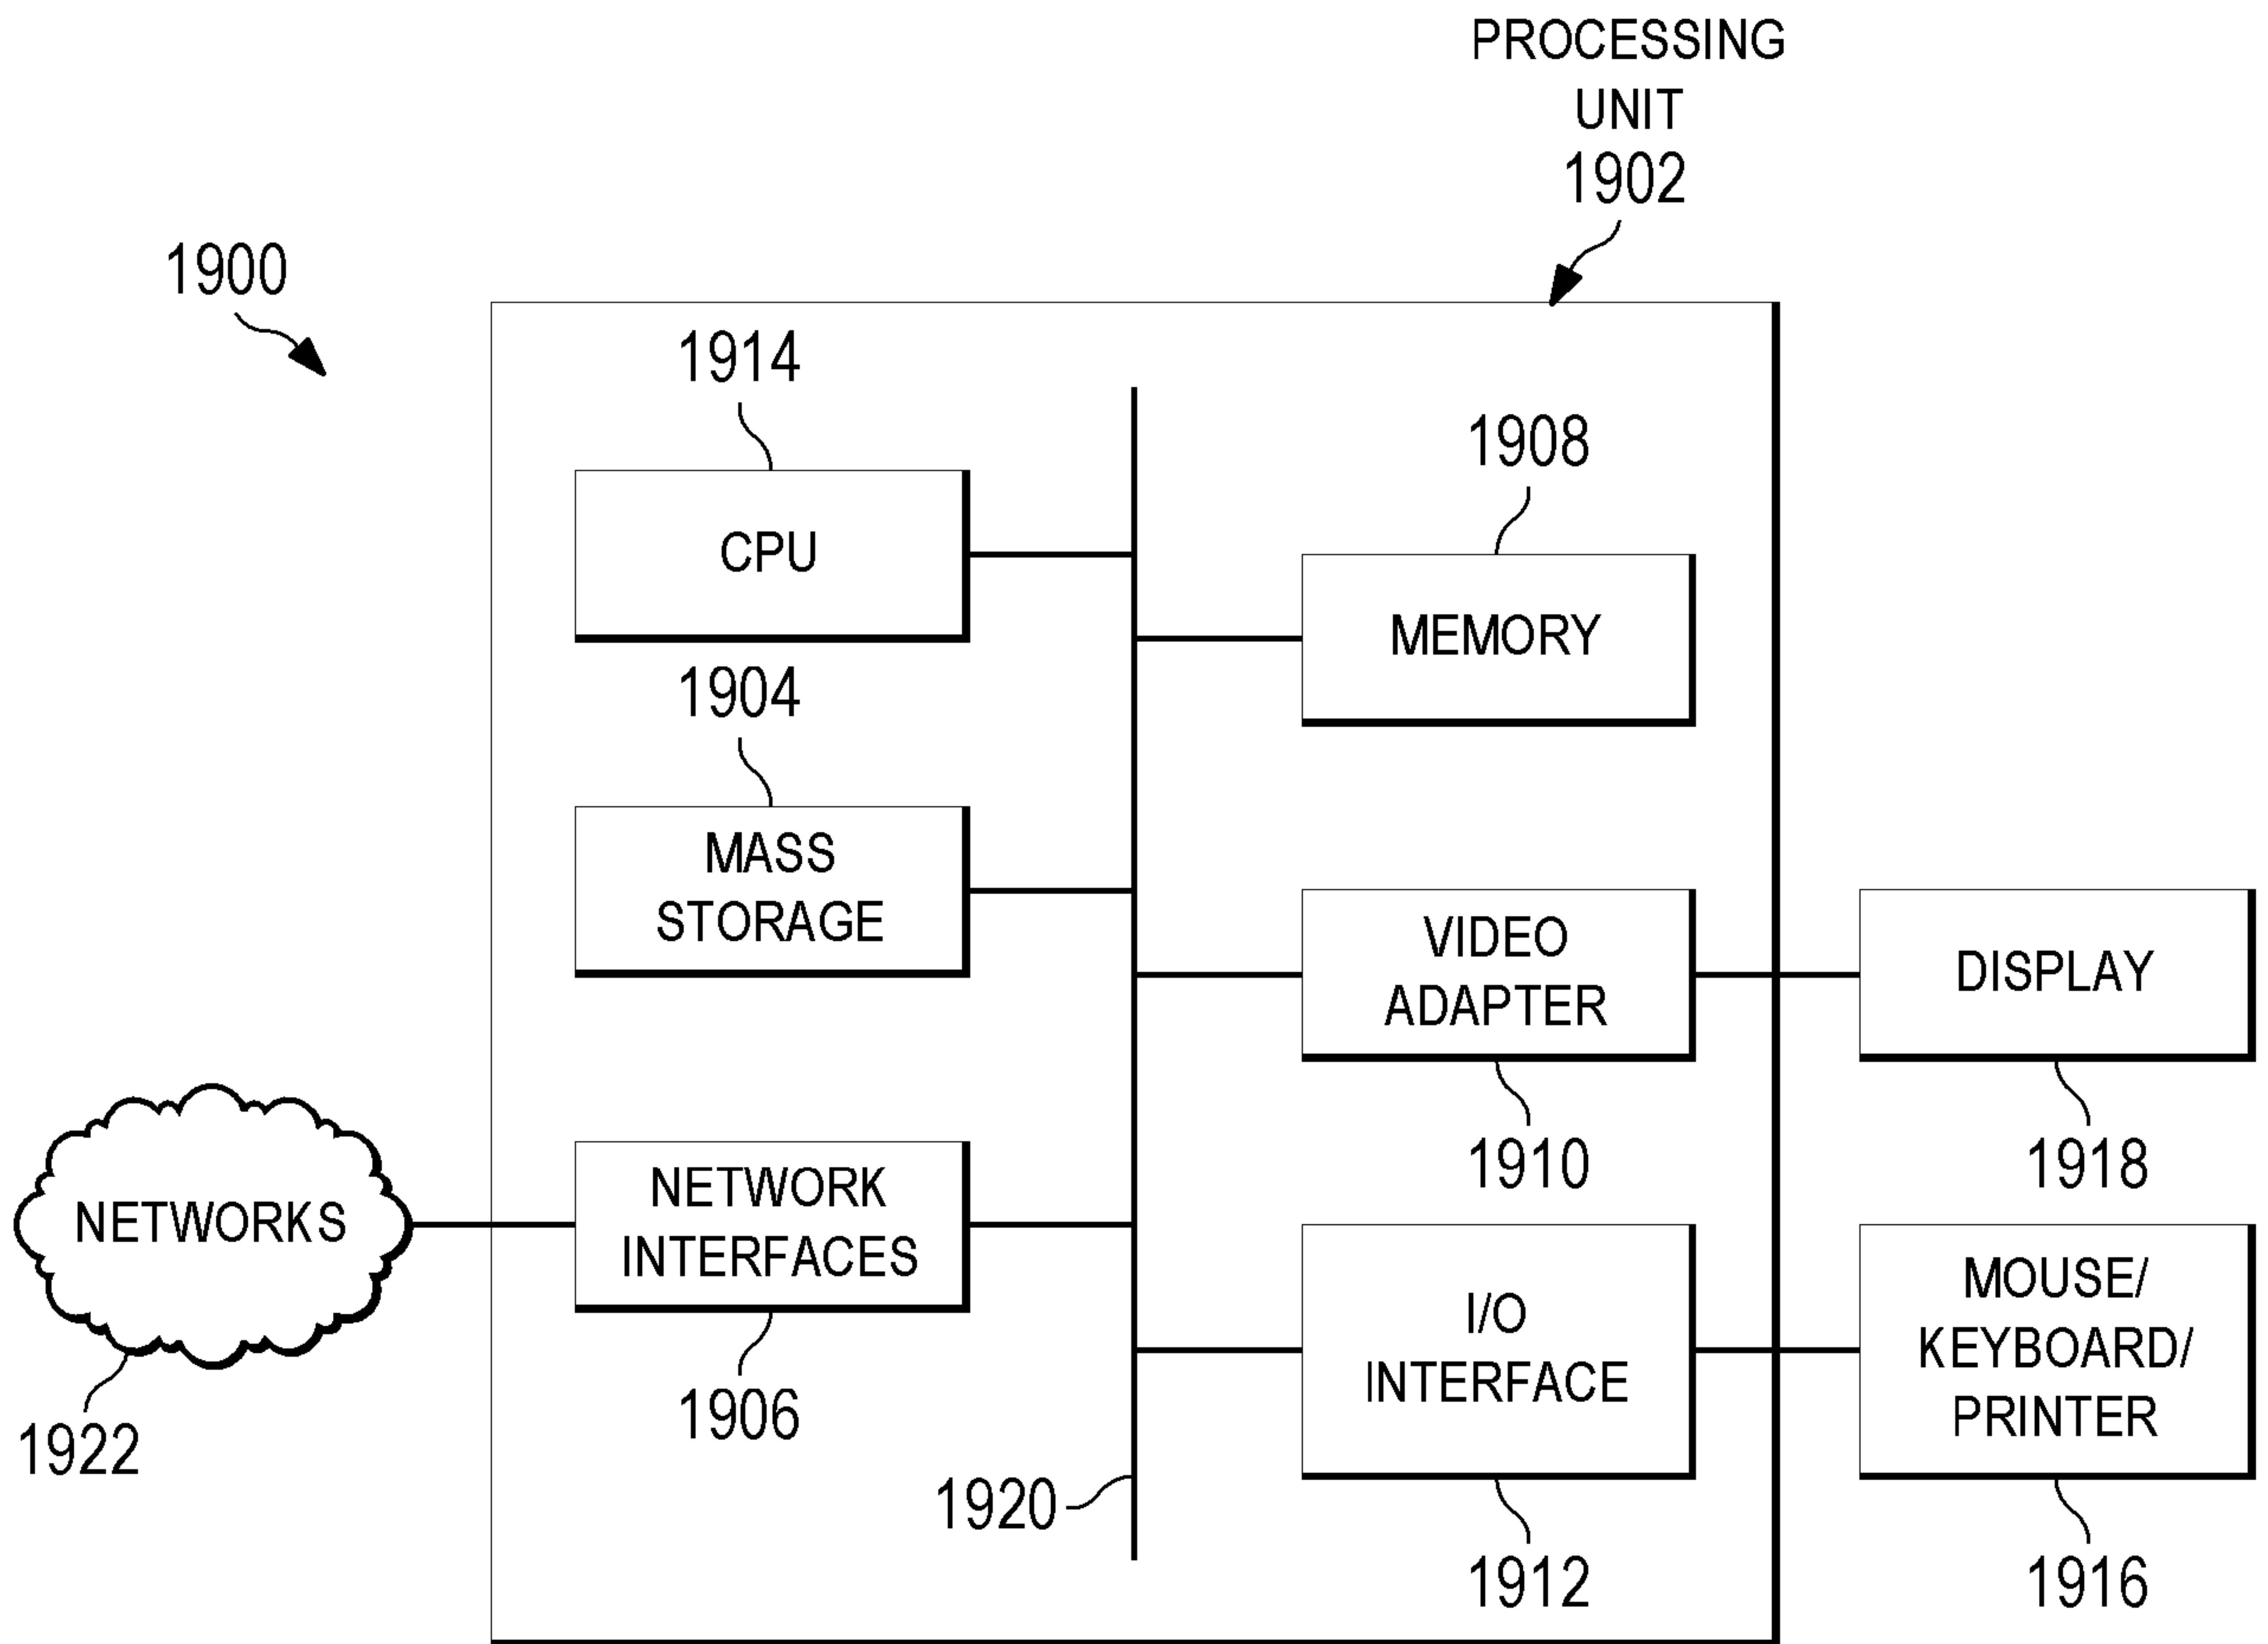 PROCESSING
UNIT
1902
1900
1914
CPU
1908
MEMORY
1904
MASS
STORAGE
VIDEO
ADAPTER
1910
DISPLAY
1918
NETWORKS
1922
NETWORK
INTERFACES
1906
1920
I/O
INTERFACE
1912
MOUSE/
KEYBOARD/
PRINTER
1916